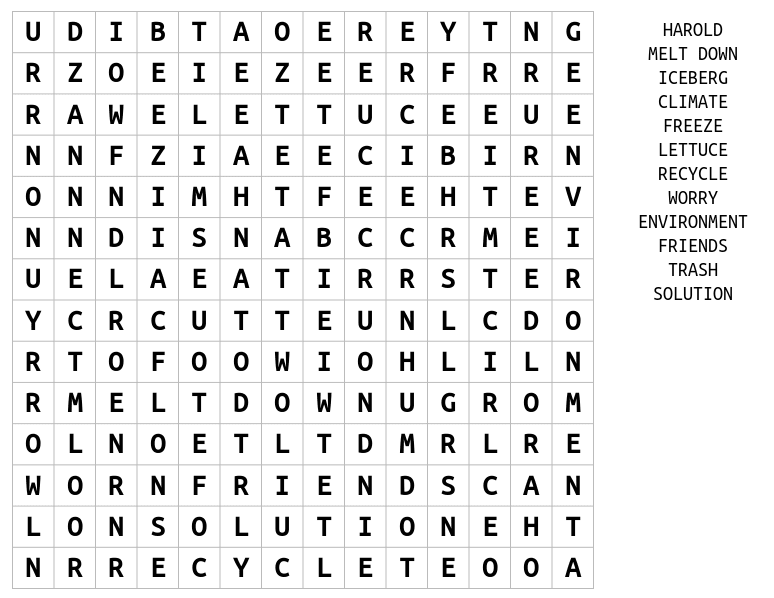 U D I B T A O E R E Y T N G
R Z O E I E Z E E R F R R E
R A W E L E T T U C E E U E
N N F Z I A E E C I B I R N
O N N I M H T F E E H T E V
N N D I S N A B C C R M E I
U E L A E A T I R R S T E R
Y C R C U T T E U N L C D O
R T O F O O W I O H L I L N
R M E L T D O W N U G R O M
O L N O E T L T D M R L R E
W O R N F R I E N D S C A N
L O N S O L U T I O N E H T
N R R E C Y C L E T E O O A
HAROLD
MELT DOWN
ICEBERG
CLIMATE
FREEZE
LETTUCE
RECYCLE
WORRY
ENVIRONMENT
FRIENDS
TRASH
SOLUTION